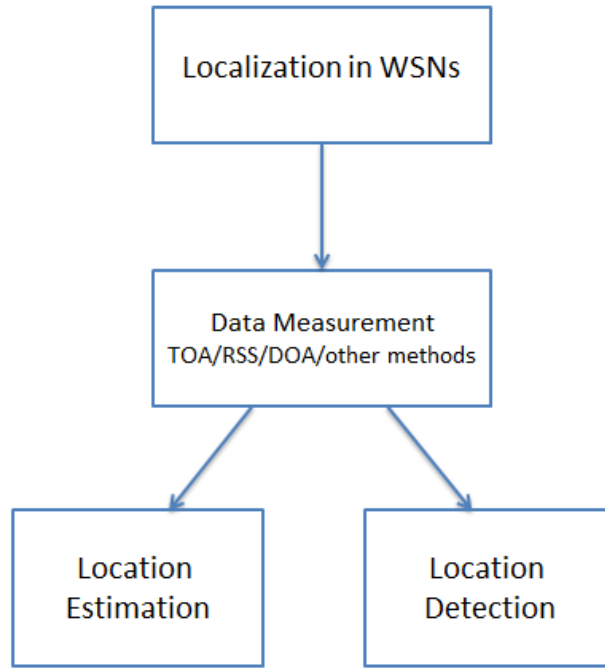 Localization in WSNs
Data Measurement
TOA/RSS/DOA/other methods
Location
Estimation
Location
Detection